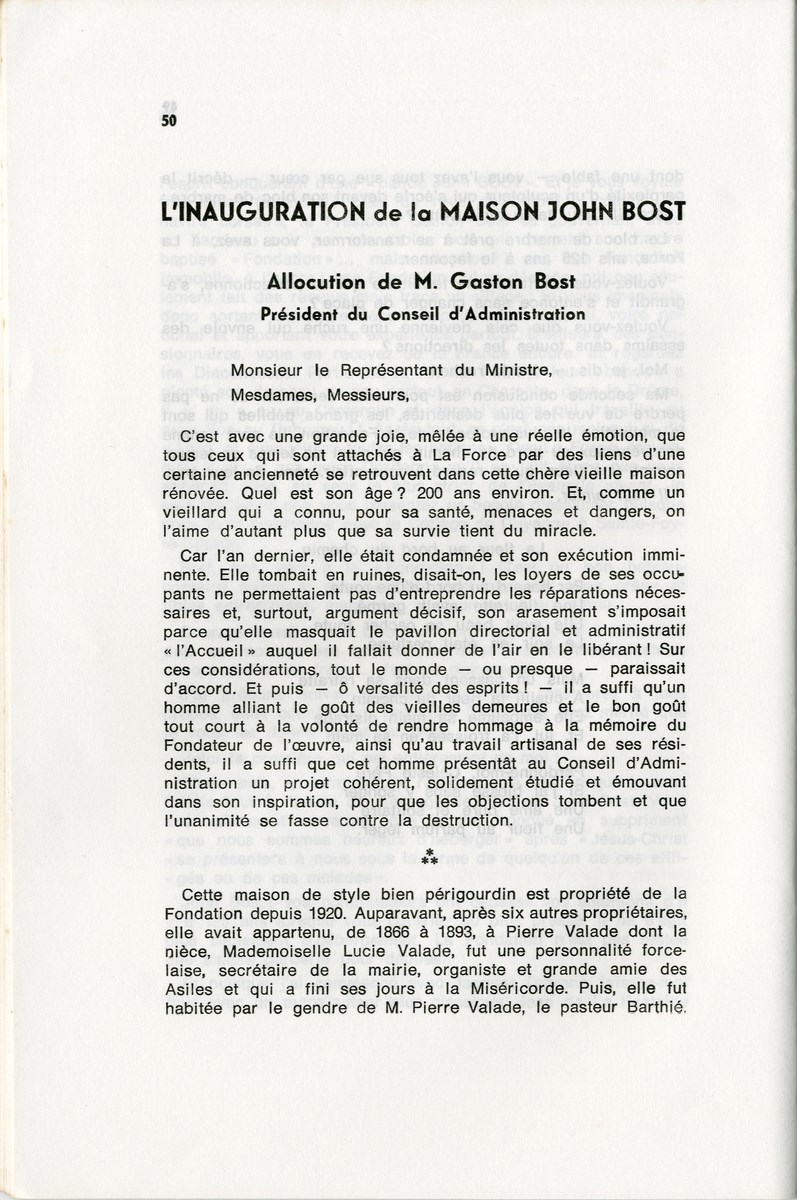 50
L'INAUGURATION de la MAISON JOHN BOST
Allocution de M. Gaston Bost
Président du Conseil d'Administration
Monsieur le Représentant du Ministre,
Mesdames, Messieurs,
C'est avec une grande joie, mêlée à une réelle émotion, que
tous ceux qui sont attachés à La Force par des liens d'une
certaine ancienneté se retrouvent dans cette chère vieille maison
rénovée. Quel est son âge ? 200 ans environ. Et, comme un
vieillard qui a connu, pour sa santé, menaces et dangers, on
l'aime d'autant plus que sa survie tient du miracle.
Car l'an dernier, elle était condamnée et son exécution immi-
nente. Elle tombait en ruines, disait-on, les loyers de ses occu-
pants ne permettaient pas d'entreprendre les réparations néces-
saires et, surtout, argument décisif, son arasement s'imposait
parce qu'elle masquait le pavillon directorial et administratif
« l'Accueil » auquel il fallait donner de l'air en le libérant ! Sur
ces considérations, tout le monde — ou presque — paraissait
d'accord. Et puis — ô versalité des esprits ! — il a suffi qu'un
homme alliant le goût des vieilles demeures et le bon goût
tout court à la volonté de rendre hommage à la mémoire du
Fondateur de l'œuvre, ainsi qu'au travail artisanal de ses rési-
dents, il a suffi que cet homme présentât au Conseil d'Admi-
nistration un projet cohérent, solidement étudié et émouvant
dans son inspiration, pour que les objections tombent et que
l'unanimité se fasse contre la destruction.
*
**
Cette maison de style bien périgourdin est propriété de la
Fondation depuis 1920. Auparavant, après six autres propriétaires,
elle avait appartenu, de 1866 à 1893, à Pierre Valade dont la
nièce, Mademoiselle Lucie Valade, fut une personnalité force-
laise, secrétaire de la mairie, organiste et grande amie des
Asiles et qui a fini ses jours à la Miséricorde. Puis, elle fut
habitée par le gendre de M. Pierre Valade, le pasteur Barthié.